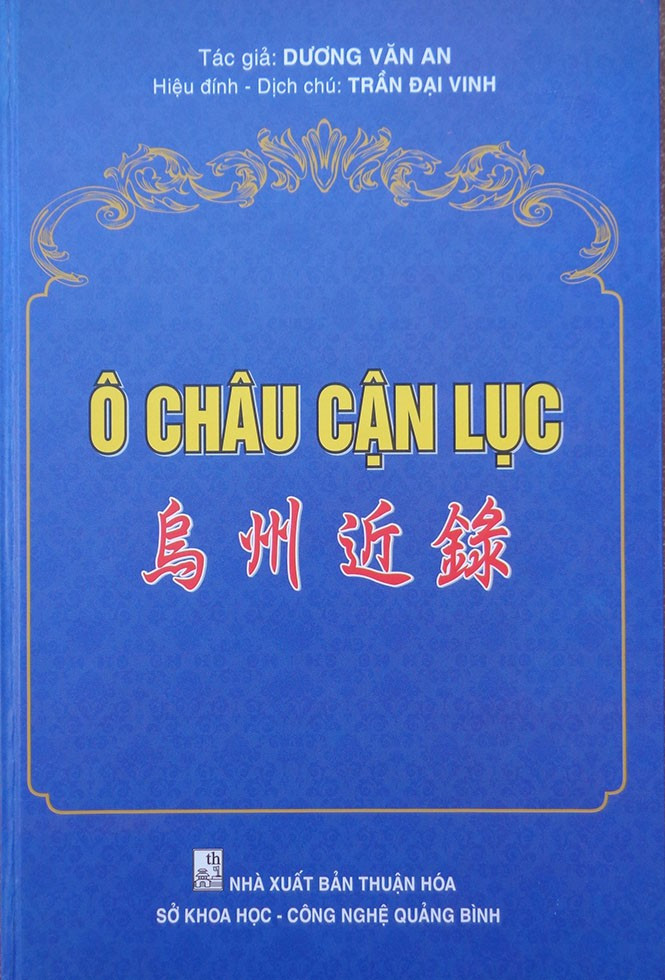 Tác giả: DƯƠNG VĂN AN
Hiệu đính - Dịch chú: TRẦN ĐẠI VINH
Ô CHÂU CẬN LỤC
烏州近錄
th
NHÀ XUẤT BẢN THUẬN HÓA
SỞ KHOA HỌC - CÔNG NGHỆ QUẢNG BÌNH